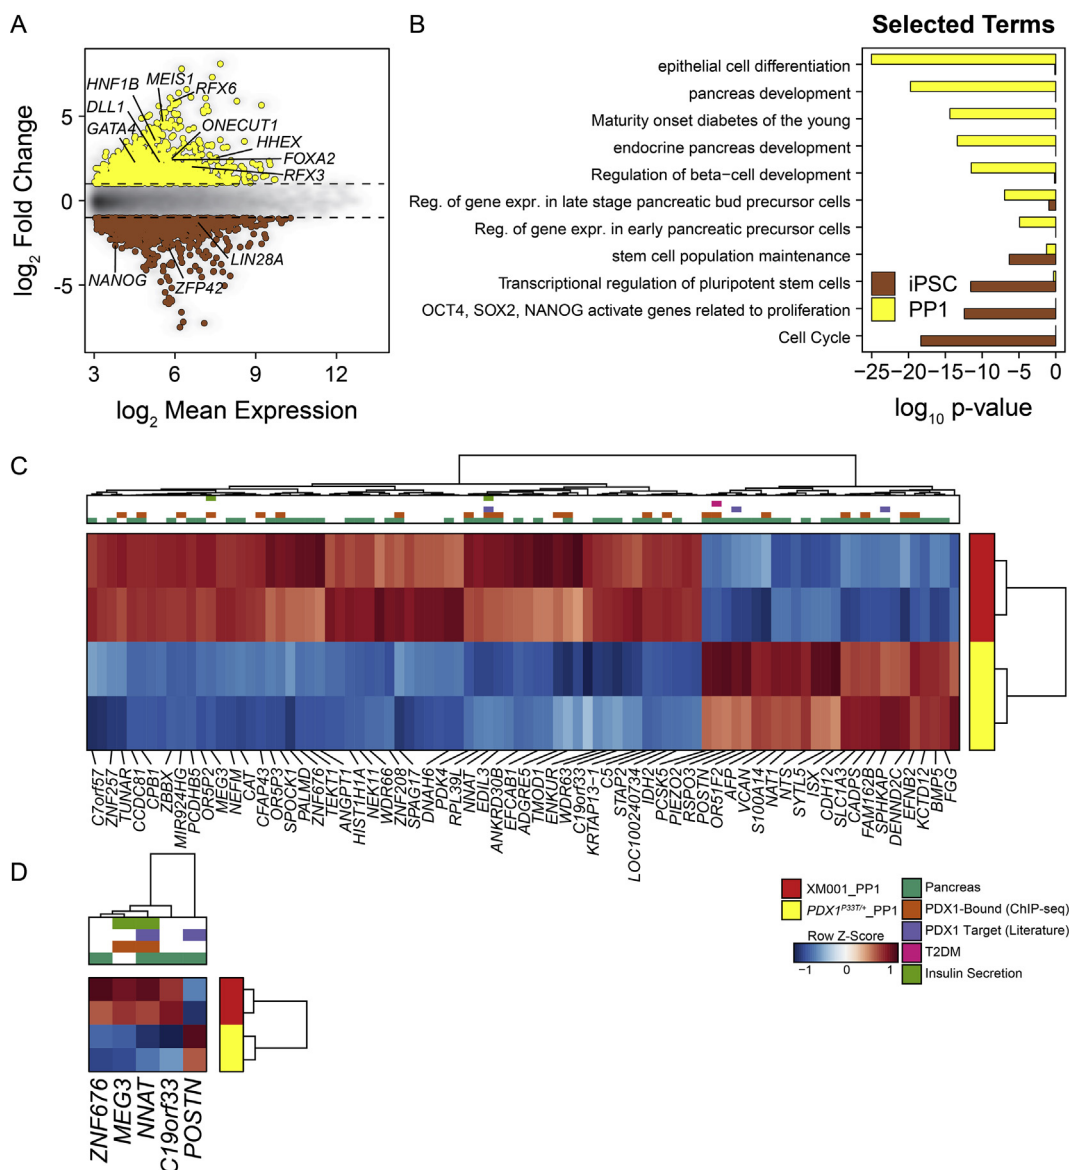 A
HNF1B
MEIS1
RFX6
DLL1
GATA4
ONECUT1
HHEX
FOXA2
RFX3
NANOG
ZFP42
LIN28A
5
0
-5
log2 Fold Change
3 6 9 12
log2 Mean Expression
B
Selected Terms
epithelial cell differentiation
pancreas development
Maturity onset diabetes of the young
endocrine pancreas development
Regulation of beta−cell development
Reg. of gene expr. in late stage pancreatic bud precursor cells
Reg. of gene expr. in early pancreatic precursor cells
stem cell population maintenance
Transcriptional regulation of pluripotent stem cells
OCT4, SOX2, NANOG activate genes related to proliferation
Cell Cycle
iPSC
PP1
−25−20−15−10−5 0
log10 p-value
C
C7orf57
ZNF257
TUNAR
CCDC81
CPB1
ZBBX
MIR924HG
PCDHB5
OR5P2
MEG3
NEFM
CAT
CFAP43
OR5P3
SPOCK1
PALMD
ZNF676
TEKT1
ANGPT1
HIST1H1A
NEK11
WDR66
ZNF208
SPAG17
DNAH6
PDK4
RPL39L
NNAT
EDIL3
ANKRD30B
EFCAB1
ADGRE5
TMOD1
ENKUR
WDR63
C19orf33
KRTAP13−1
C5
STAP2
LOC100240734
IDH2
PCSK5
PIEZO2
RSPO3
POSTN
OR51F2
AFP
VCAN
S100A14
NAT1
NTS
SYTL5
ISX
CDH12
SLC7A3
CADPS
FAM162B
SPHKAP
DENND2C
EFNB2
KCTD12
BMP5
FGG
D
ZNF676
MEG3
NNAT
C19orf33
POSTN
XM001_PP1
PDX1P33T/+_PP1
Row Z-Score
−1 0 1
Pancreas
PDX1-Bound (ChIP-seq)
PDX1 Target (Literature)
T2DM
Insulin Secretion